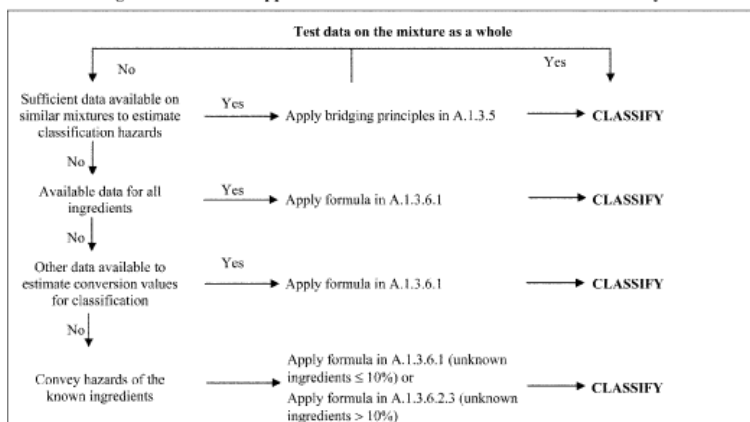 Test data on the mixture as a whole
No
Yes
Sufficient data available on
similar mixtures to estimate
classification hazards
Yes
Apply bridging principles in A.1.3.5
CLASSIFY
No
Available data for all
ingredients
Yes
Apply formula in A.1.3.6.1
CLASSIFY
No
Other data available to
estimate conversion values
for classification
Yes
Apply formula in A.1.3.6.1
CLASSIFY
No
Convey hazards of the
known ingredients
Apply formula in A.1.3.6.1 (unknown
ingredients ≤ 10%) or
Apply formula in A.1.3.6.2.3 (unknown
ingredients > 10%)
CLASSIFY